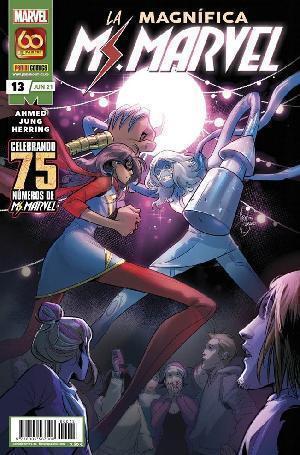 MARVEL
LA MAGNÍFICA
MS. MARVEL
60
PANINI COMICS
13 JUN 21
AHMED
JUNG
HERRING
CELEBRANDO
75
NÚMEROS DE
MS. MARVEL